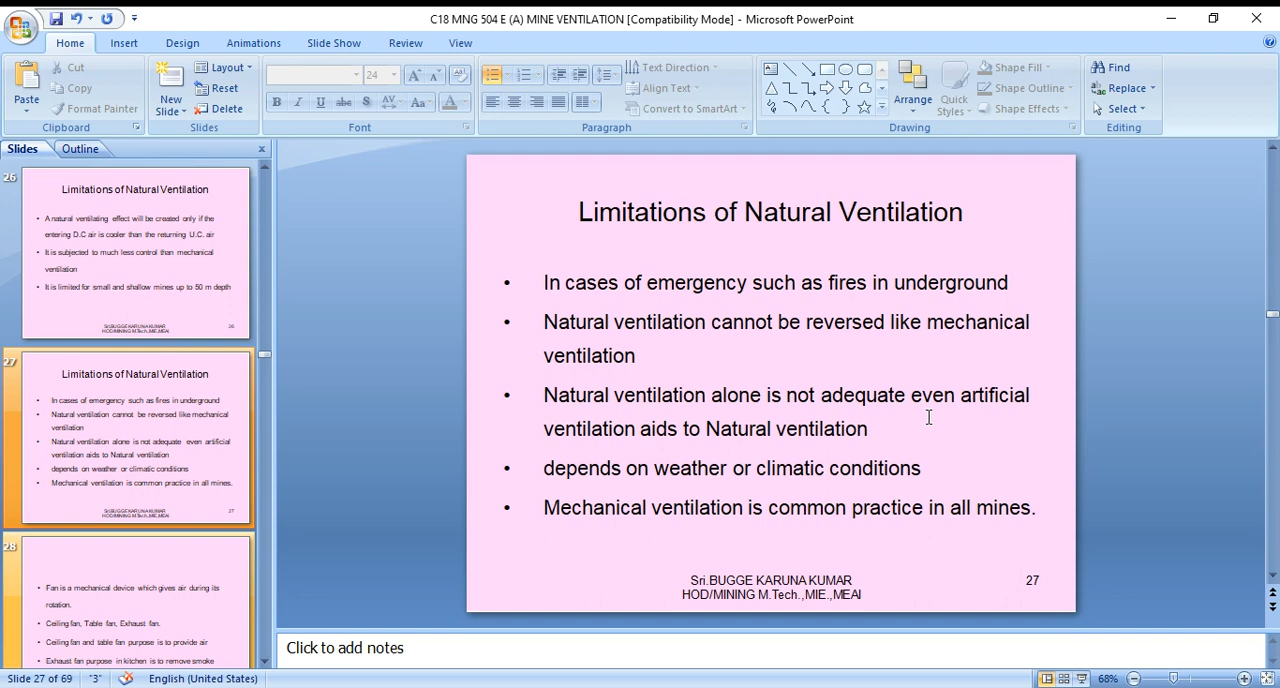 C18 MNG 504 E (A) MINE VENTILATION [Compatibility Mode] - Microsoft PowerPoint
Home Insert Design Animations Slide Show Review View
Paste
Cut
Copy
Format Painter
Clipboard
New
Slide
Layout
Reset
Delete
Slides
24
B I U abc S AV Aa A
Font
Text Direction
Align Text
Convert to SmartArt
Paragraph
Arrange
Quick
Styles
Shape Fill
Shape Outline
Shape Effects
Drawing
Find
Replace
Select
Editing
Slides Outline
26
Limitations of Natural Ventilation
• A natural ventilating effect will be created only if the
entering D.C air is cooler than the returning U.C. air
• It is subjected to much less control than mechanical
ventilation
• It is limited for small and shallow mines up to 50 m depth
Sri.BUGGE KARUNA KUMAR
HOD/MINING M.Tech.,MIE.,MEAI
26
27
Limitations of Natural Ventilation
• In cases of emergency such as fires in underground
• Natural ventilation cannot be reversed like mechanical
ventilation
• Natural ventilation alone is not adequate even artificial
ventilation aids to Natural ventilation
• depends on weather or climatic conditions
• Mechanical ventilation is common practice in all mines.
Sri.BUGGE KARUNA KUMAR
HOD/MINING M.Tech.,MIE.,MEAI
27
28
• Fan is a mechanical device which gives air during its
rotation.
• Ceiling fan, Table fan, Exhaust fan.
• Ceiling fan and table fan purpose is to provide air
• Exhaust fan purpose in kitchen is to remove smoke
Limitations of Natural Ventilation
• In cases of emergency such as fires in underground
• Natural ventilation cannot be reversed like mechanical
ventilation
• Natural ventilation alone is not adequate even artificial
ventilation aids to Natural ventilation
• depends on weather or climatic conditions
• Mechanical ventilation is common practice in all mines.
Sri.BUGGE KARUNA KUMAR
HOD/MINING M.Tech.,MIE.,MEAI
27
Click to add notes
Slide 27 of 69 "3" English (United States) 68%